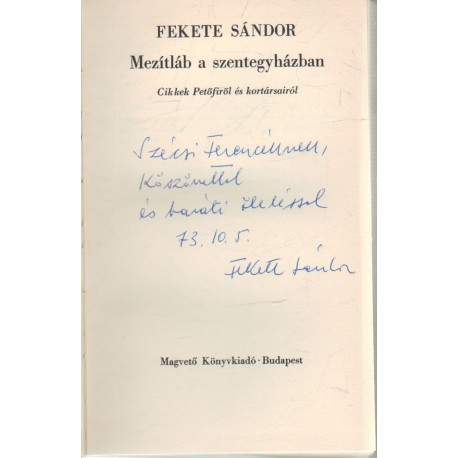 FEKETE SÁNDOR
Mezítláb a szentegyházban
Cikkek Petőfiről és kortársairól
Szécsi Ferencéknek,
Köszönettel
és baráti öleléssel
73. 10. 5.
Fekete Sándor
Magvető Könyvkiadó · Budapest